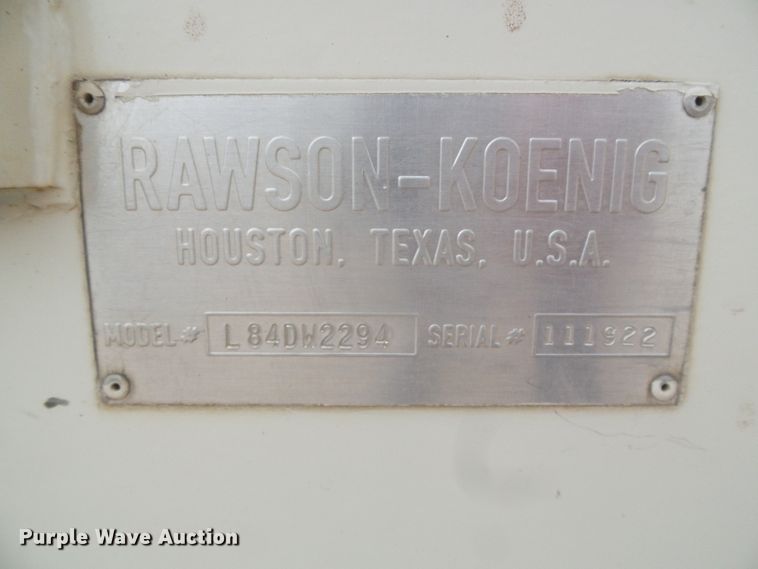 RAWSON-KOENIG
HOUSTON, TEXAS, U.S.A.
MODEL# L84DW2294 SERIAL# 111922
Purple Wave Auction